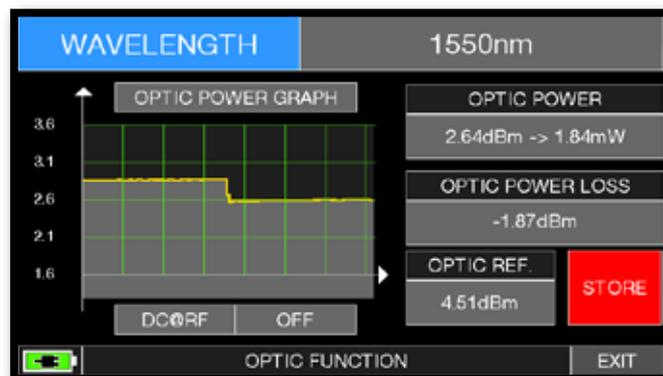 WAVELENGTH 1550nm
OPTIC POWER GRAPH
3.6
3.1
2.6
2.1
1.6
DC@RF OFF
OPTIC POWER
2.64dBm -> 1.84mW
OPTIC POWER LOSS
-1.87dBm
OPTIC REF.
4.51dBm
STORE
OPTIC FUNCTION
EXIT